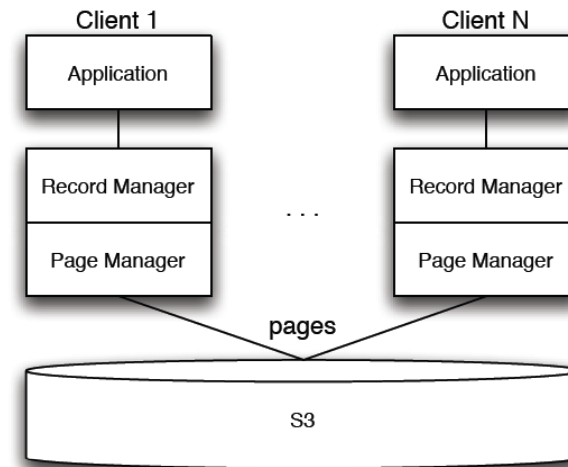 Client 1
Client N
Application
Application
Record Manager
Record Manager
. . .
Page Manager
Page Manager
pages
S3